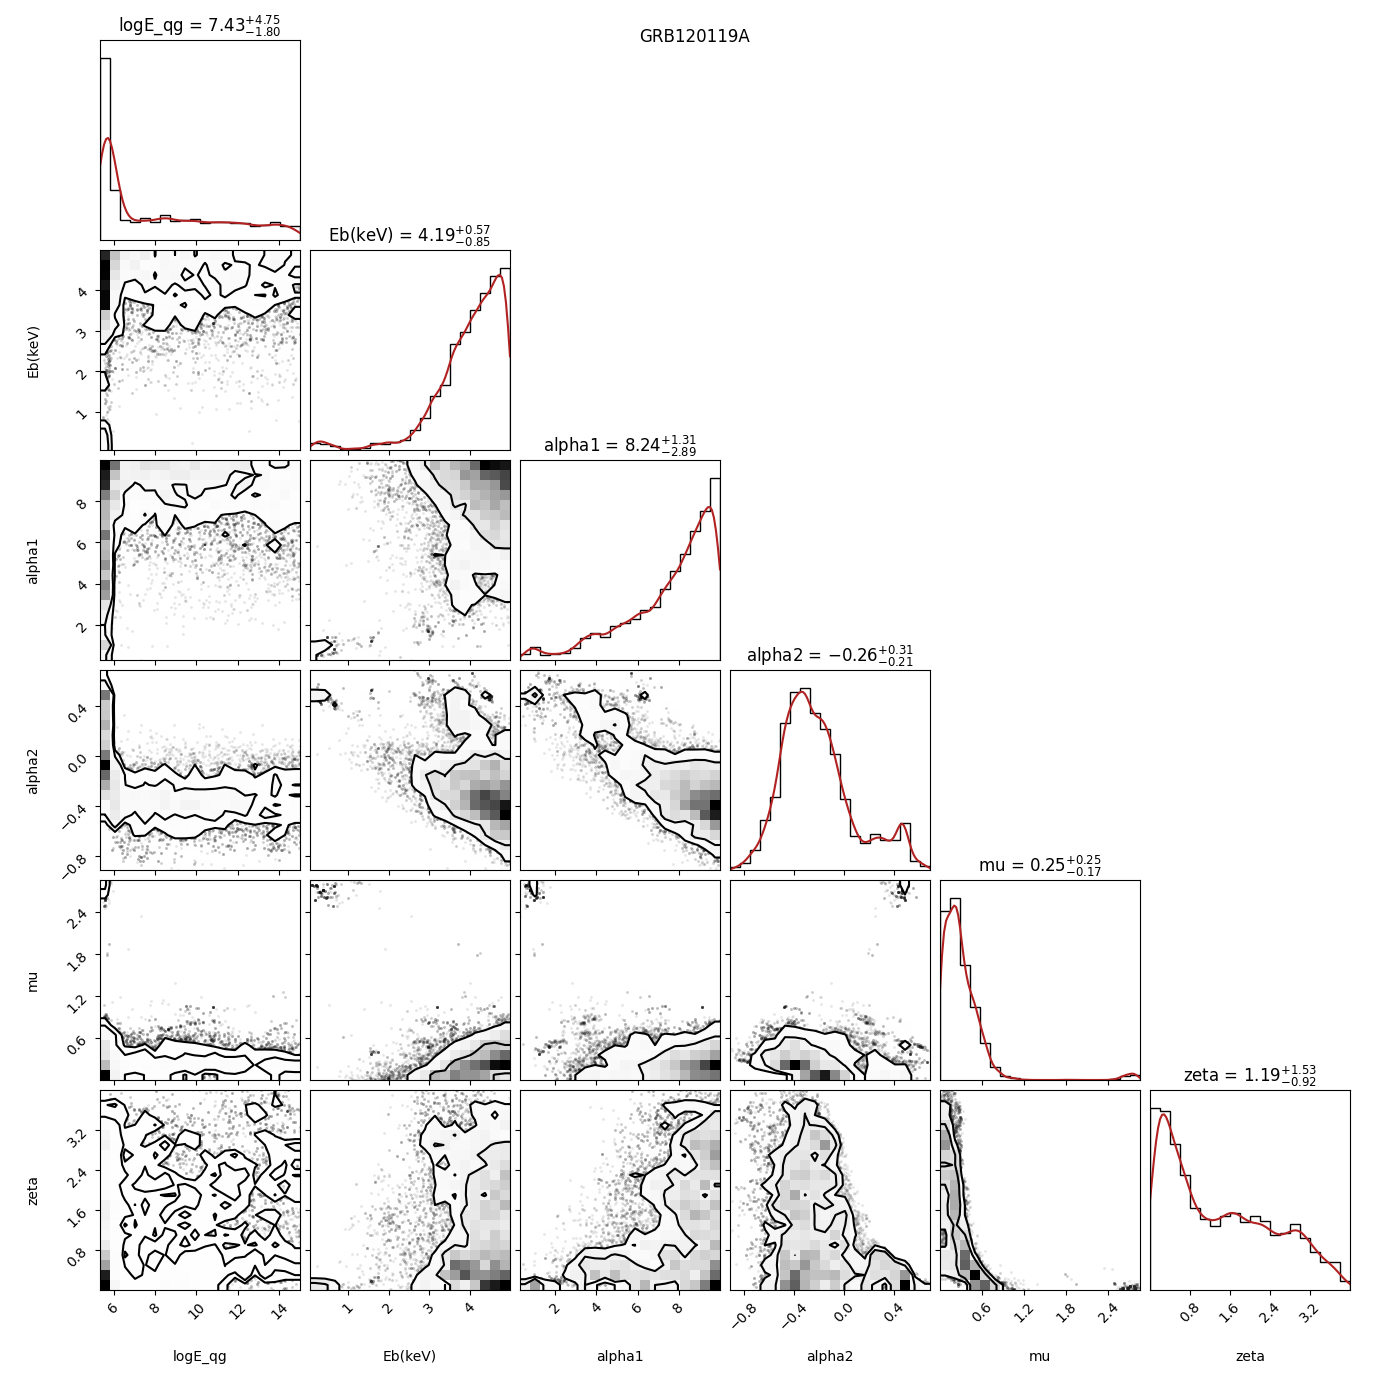 GRB120119A
logE_qg = 7.43+4.75 −1.80
Eb(keV) = 4.19+0.57 −0.85
Eb(keV)
4
3
2
1
alpha1 = 8.24+1.31 −2.89
alpha1
8
6
4
2
alpha2 = −0.26+0.31 −0.21
alpha2
0.4
0.0
−0.4
−0.8
mu = 0.25+0.25 −0.17
mu
2.4
1.8
1.2
0.6
zeta = 1.19+1.53 −0.92
zeta
3.2
2.4
1.6
0.8
6 8 10 12 14 1 2 3 4 2 4 6 8 −0.8 −0.4 0.0 0.4 0.6 1.2 1.8 2.4 0.8 1.6 2.4 3.2
logE_qg Eb(keV) alpha1 alpha2 mu zeta